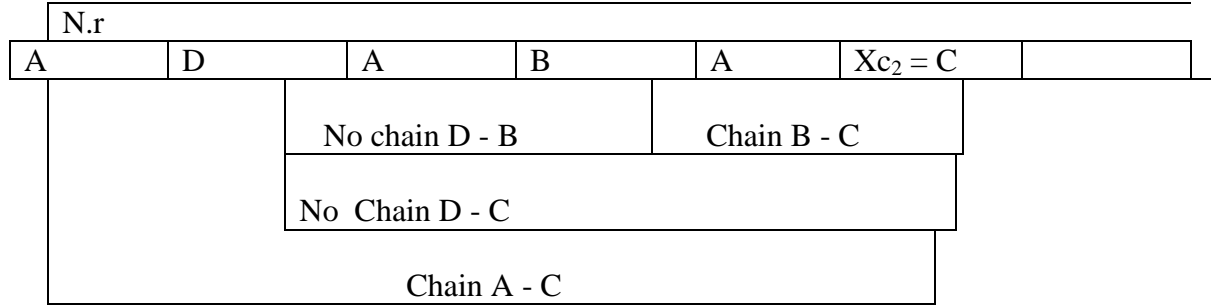 N.r
A D A B A Xc₂ = C
No chain D - B Chain B - C
No Chain D - C
Chain A - C